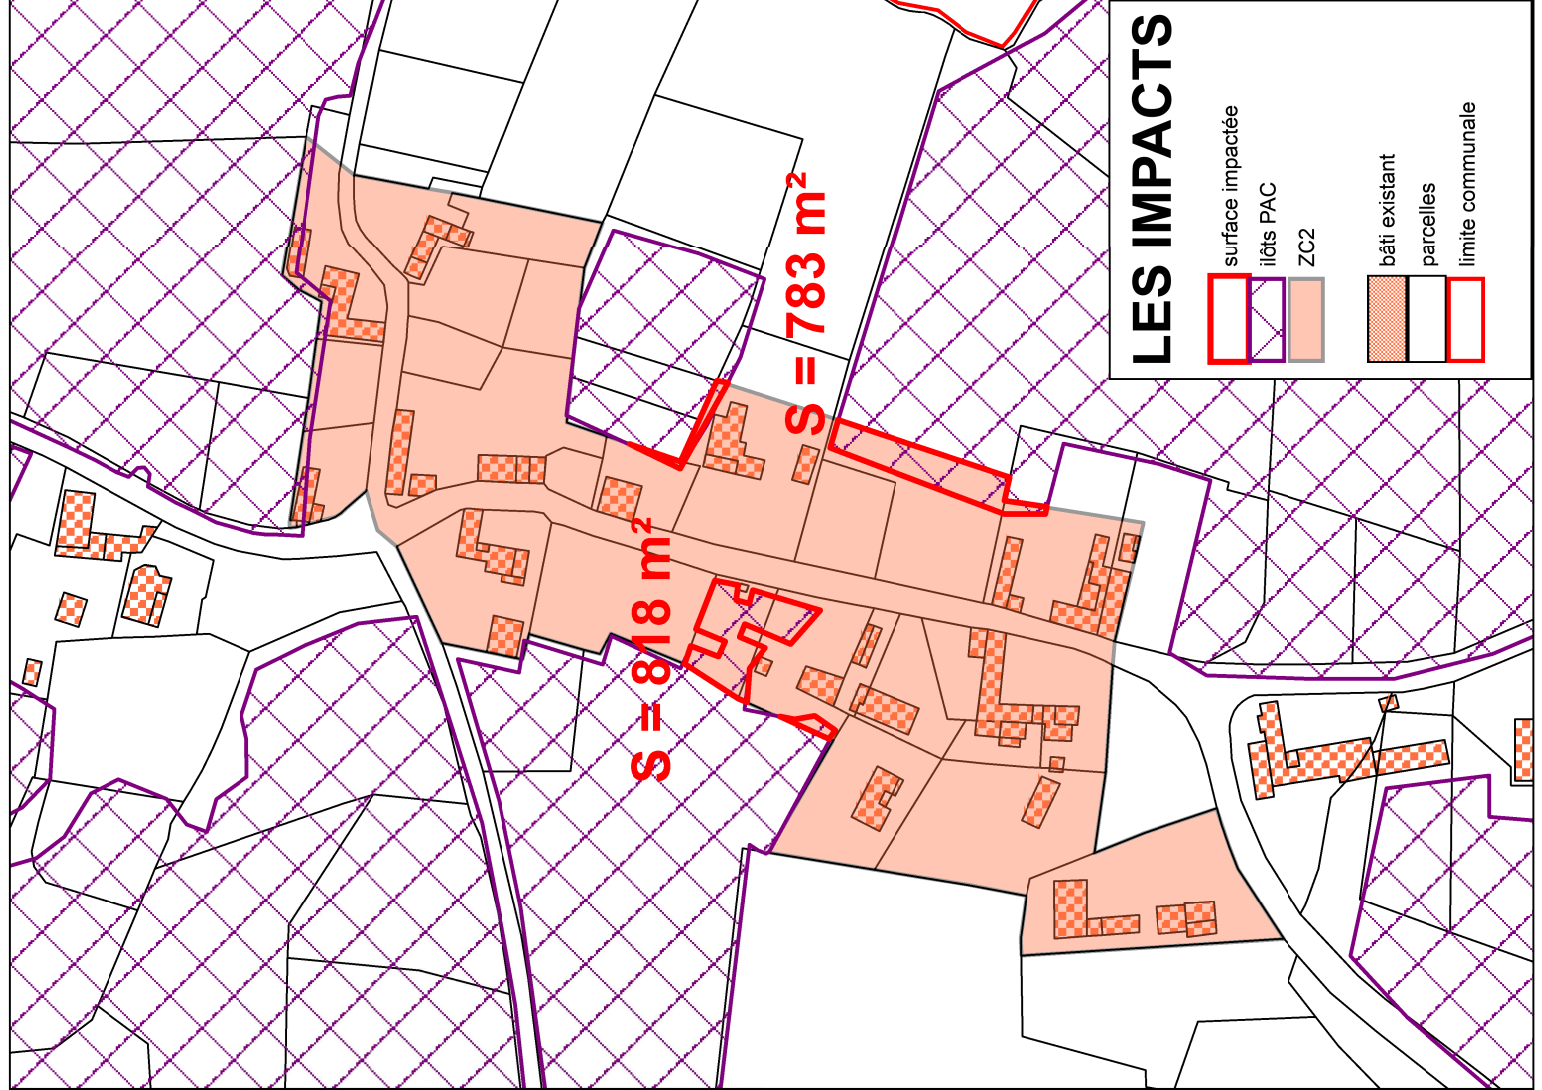 LES IMPACTS
surface impactée
ilôts PAC
ZC2
bâti existant
parcelles
limite communale
S = 818 m²
S = 783 m²